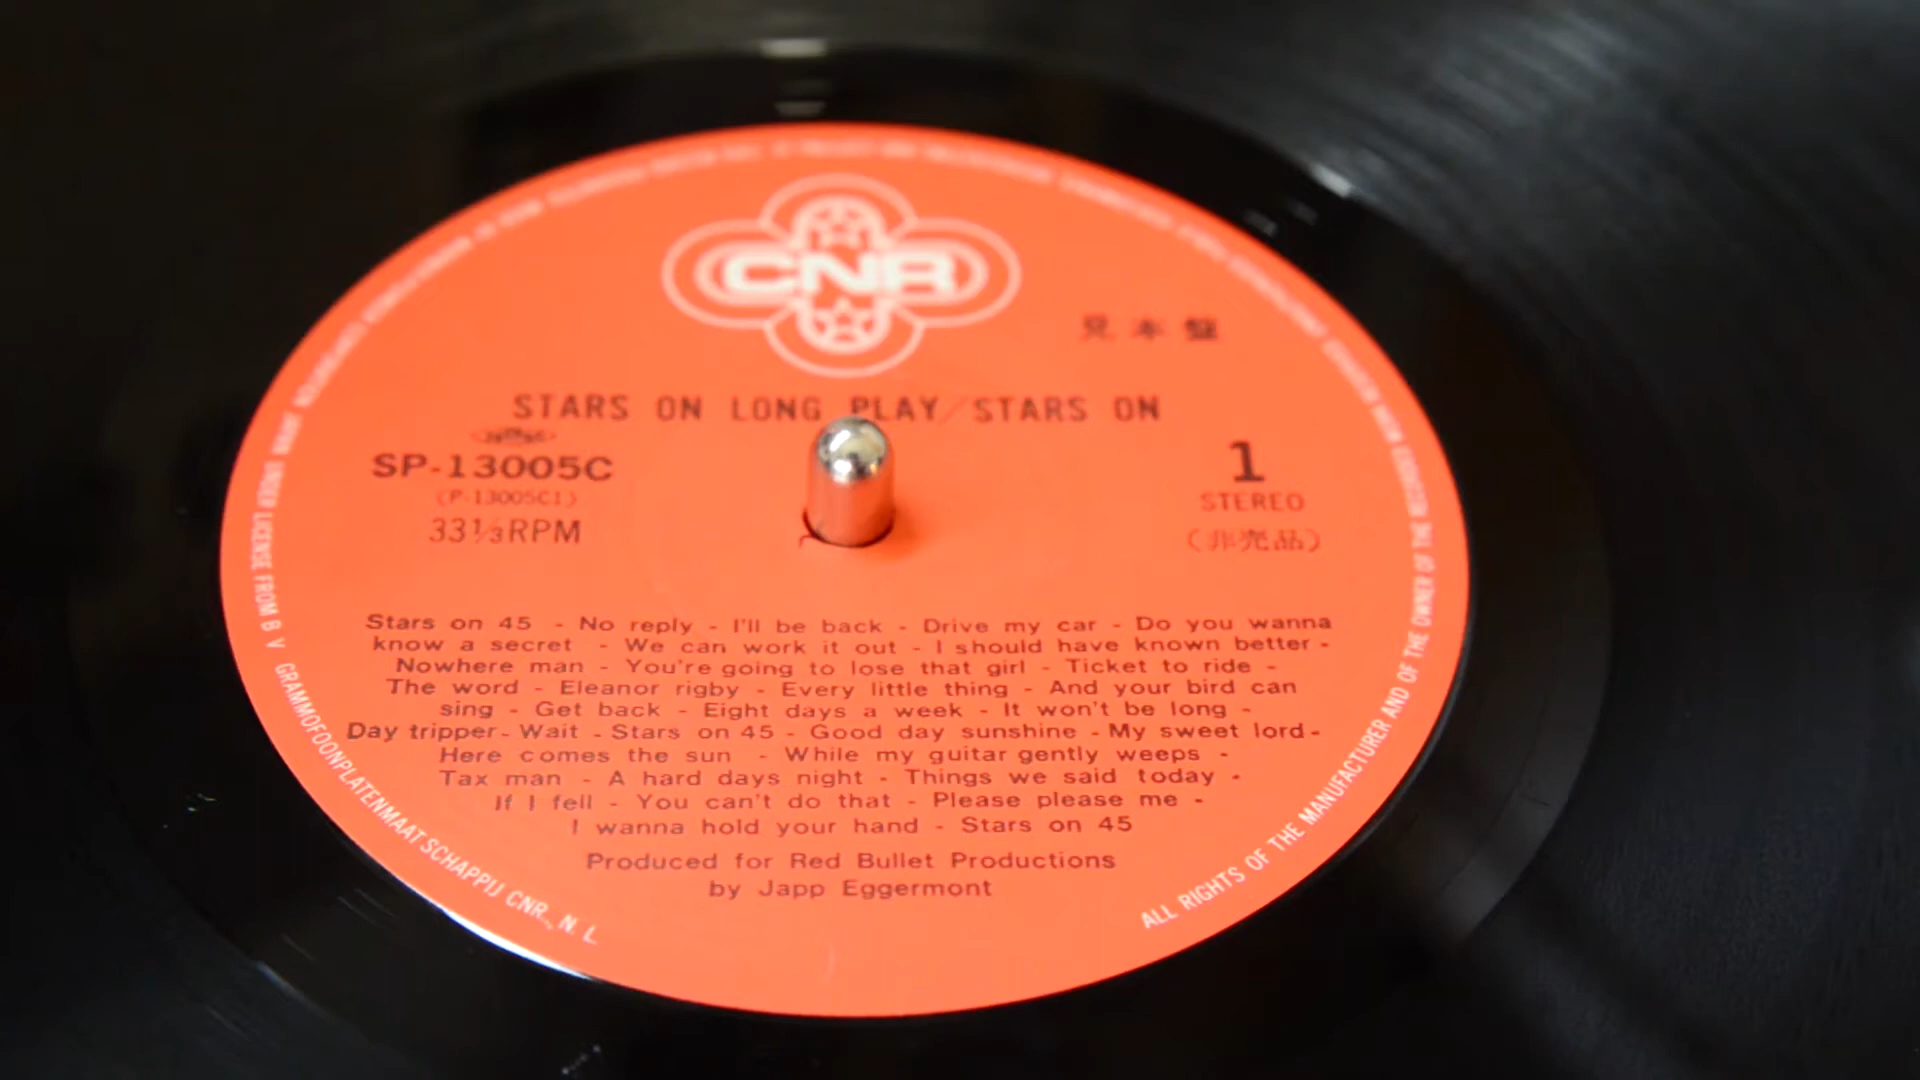 CNR
見本盤
STARS ON LONG PLAY/STARS ON
SP-13005C
1
(P-13005C1)
STEREO
33⅓RPM
(非売品)
Stars on 45 - No reply - I'll be back - Drive my car - Do you wanna
know a secret - We can work it out - I should have known better -
Nowhere man - You're going to lose that girl - Ticket to ride -
The word - Eleanor rigby - Every little thing - And your bird can
sing - Get back - Eight days a week - It won't be long -
Day tripper - Wait - Stars on 45 - Good day sunshine - My sweet lord -
Here comes the sun - While my guitar gently weeps -
Tax man - A hard days night - Things we said today -
If I fell - You can't do that - Please please me -
I wanna hold your hand - Stars on 45
Produced for Red Bullet Productions
by Japp Eggermont
UNDER LICENSE FROM B V GRAMMOFOONPLATENMAATSCHAPPIJ CNR., N. L.
ALL RIGHTS OF THE MANUFACTURER AND OF THE OWNER OF THE